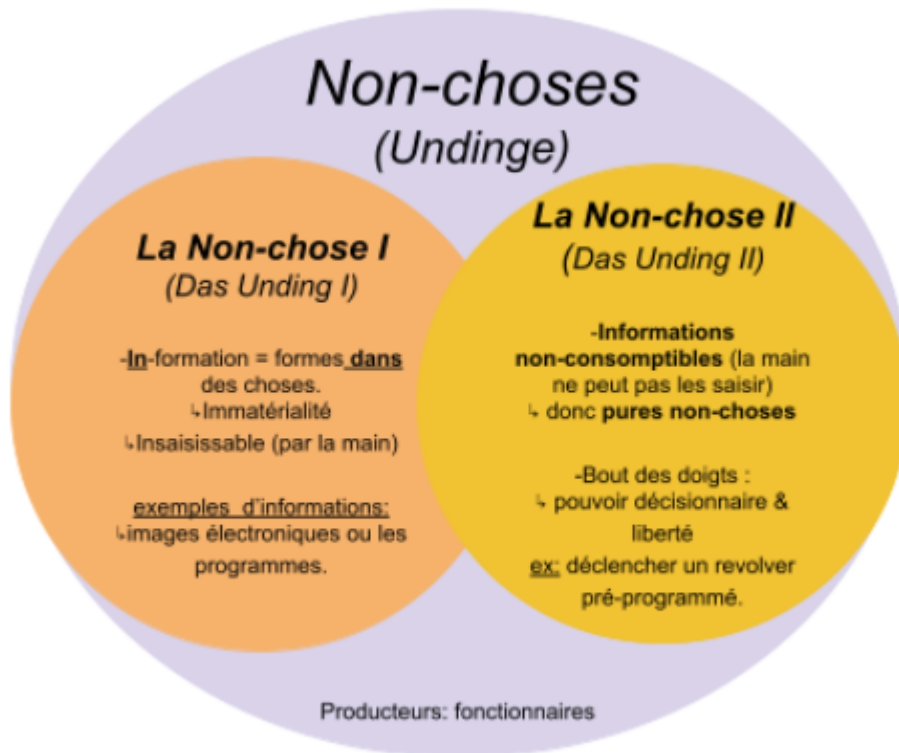 Non-choses
(Undinge)
La Non-chose I
(Das Unding I)
-In-formation = formes dans
des choses.
↳Immatérialité
↳Insaisissable (par la main)
exemples d'informations:
↳images électroniques ou les
programmes.
La Non-chose II
(Das Unding II)
-Informations
non-consomptibles (la main
ne peut pas les saisir)
↳ donc pures non-choses
-Bout des doigts :
↳ pouvoir décisionnaire &
liberté
ex: déclencher un revolver
pré-programmé.
Producteurs: fonctionnaires